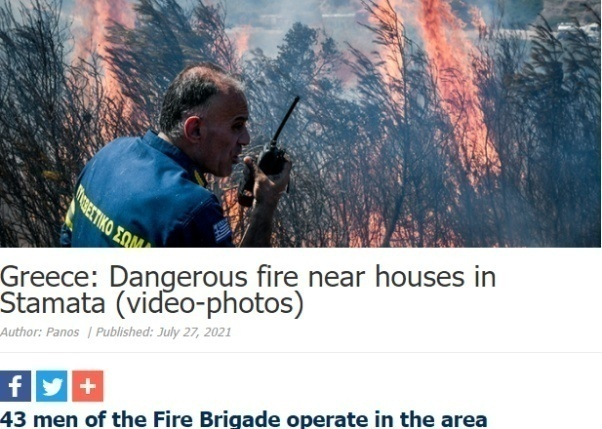 ΣΒΕΣΤΙΚΟ ΣΩΜΑ
Greece: Dangerous fire near houses in
Stamata (video-photos)
Author: Panos | Published: July 27, 2021
43 men of the Fire Brigade operate in the area